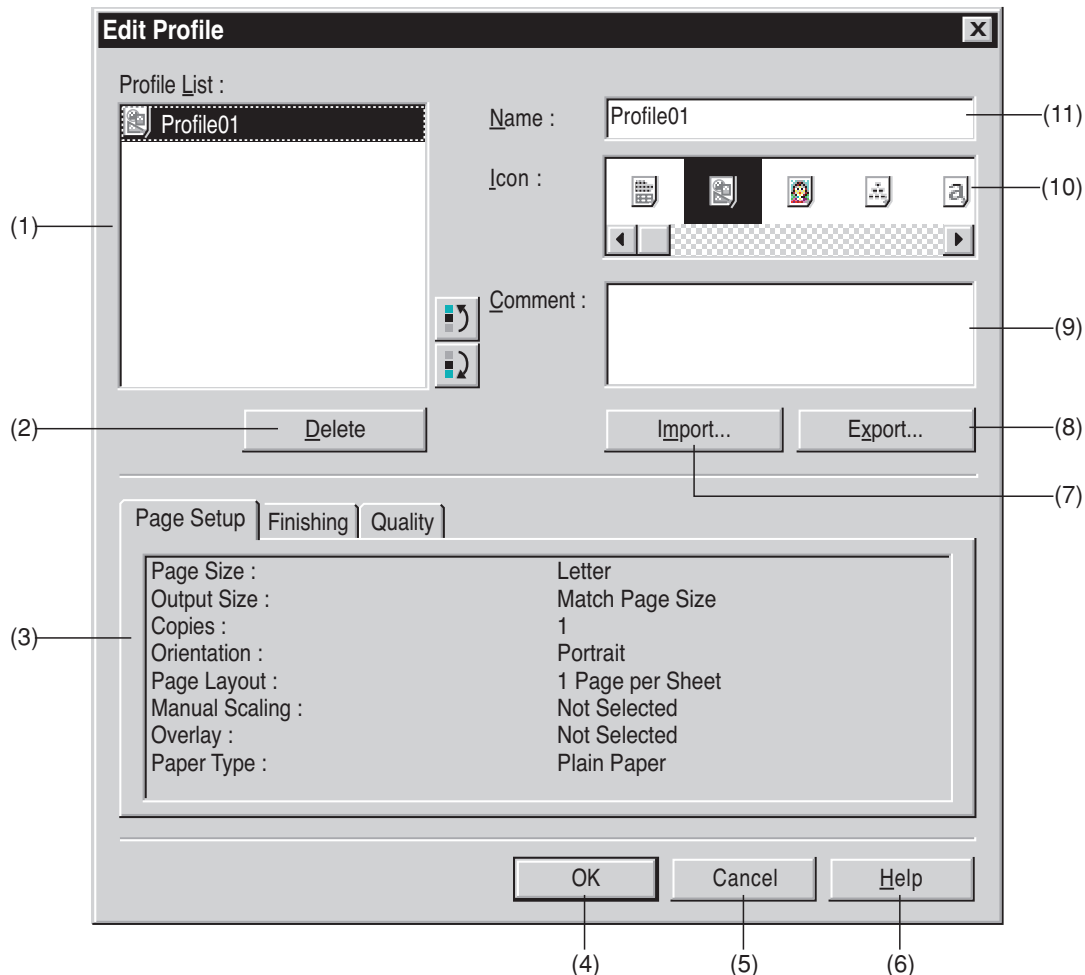 Edit Profile
Profile List :
Profile01
Name : Profile01 (11)
Icon : a (10)
(1)
Comment : (9)
(2) Delete Import... Export... (8)
(7)
Page Setup Finishing Quality
Page Size : Letter
Output Size : Match Page Size
Copies : 1
(3)
Orientation : Portrait
Page Layout : 1 Page per Sheet
Manual Scaling : Not Selected
Overlay : Not Selected
Paper Type : Plain Paper
OK Cancel Help
(4) (5) (6)